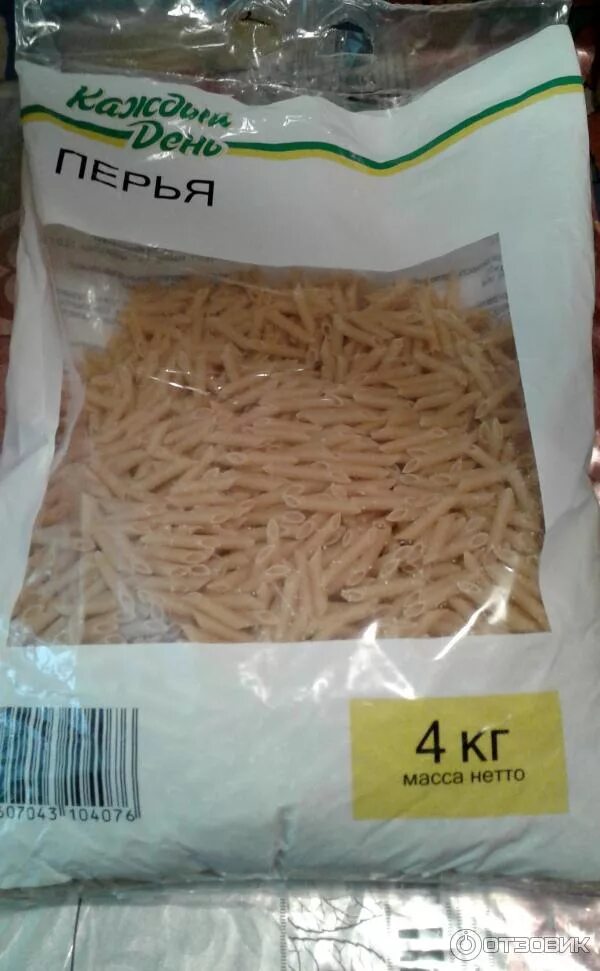 Каждый
День
ПЕРЬЯ
4 кг
масса нетто
607043 104076
ОТЗОВИК